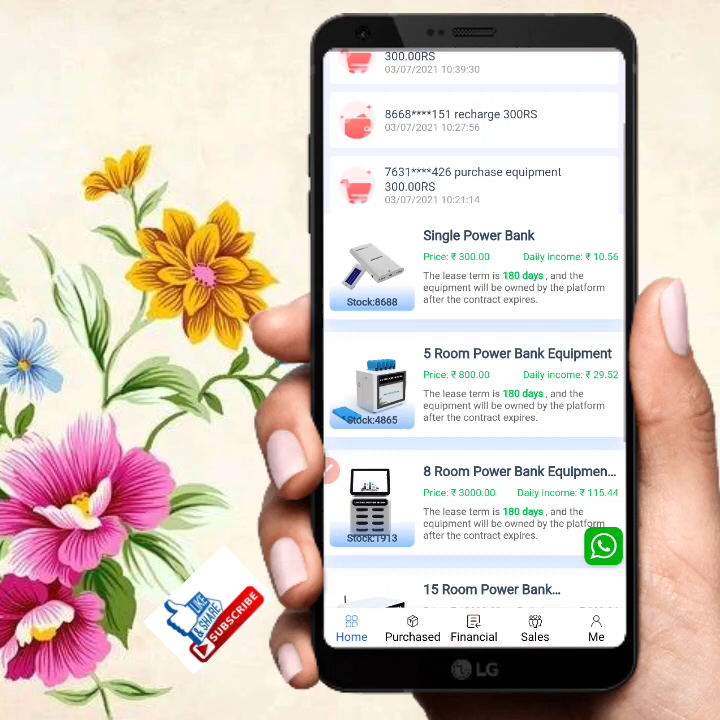 300.00RS
03/07/2021 10:39:30
8668****151 recharge 300RS
03/07/2021 10:27:56
7631****426 purchase equipment
300.00RS
03/07/2021 10:21:14
Single Power Bank
Price: ₹ 300.00 Daily income: ₹ 10.56
The lease term is 180 days , and the
equipment will be owned by the platform
after the contract expires.
Stock:8688
5 Room Power Bank Equipment
Price: ₹ 800.00 Daily income: ₹ 29.52
The lease term is 180 days , and the
equipment will be owned by the platform
after the contract expires.
Stock:4865
8 Room Power Bank Equipmen...
Price: ₹ 3000.00 Daily income: ₹ 115.44
The lease term is 180 days , and the
equipment will be owned by the platform
after the contract expires.
Stock:1913
15 Room Power Bank...
Home Purchased Financial Sales Me
LG
LIKE
& SHARE
SUBSCRIBE